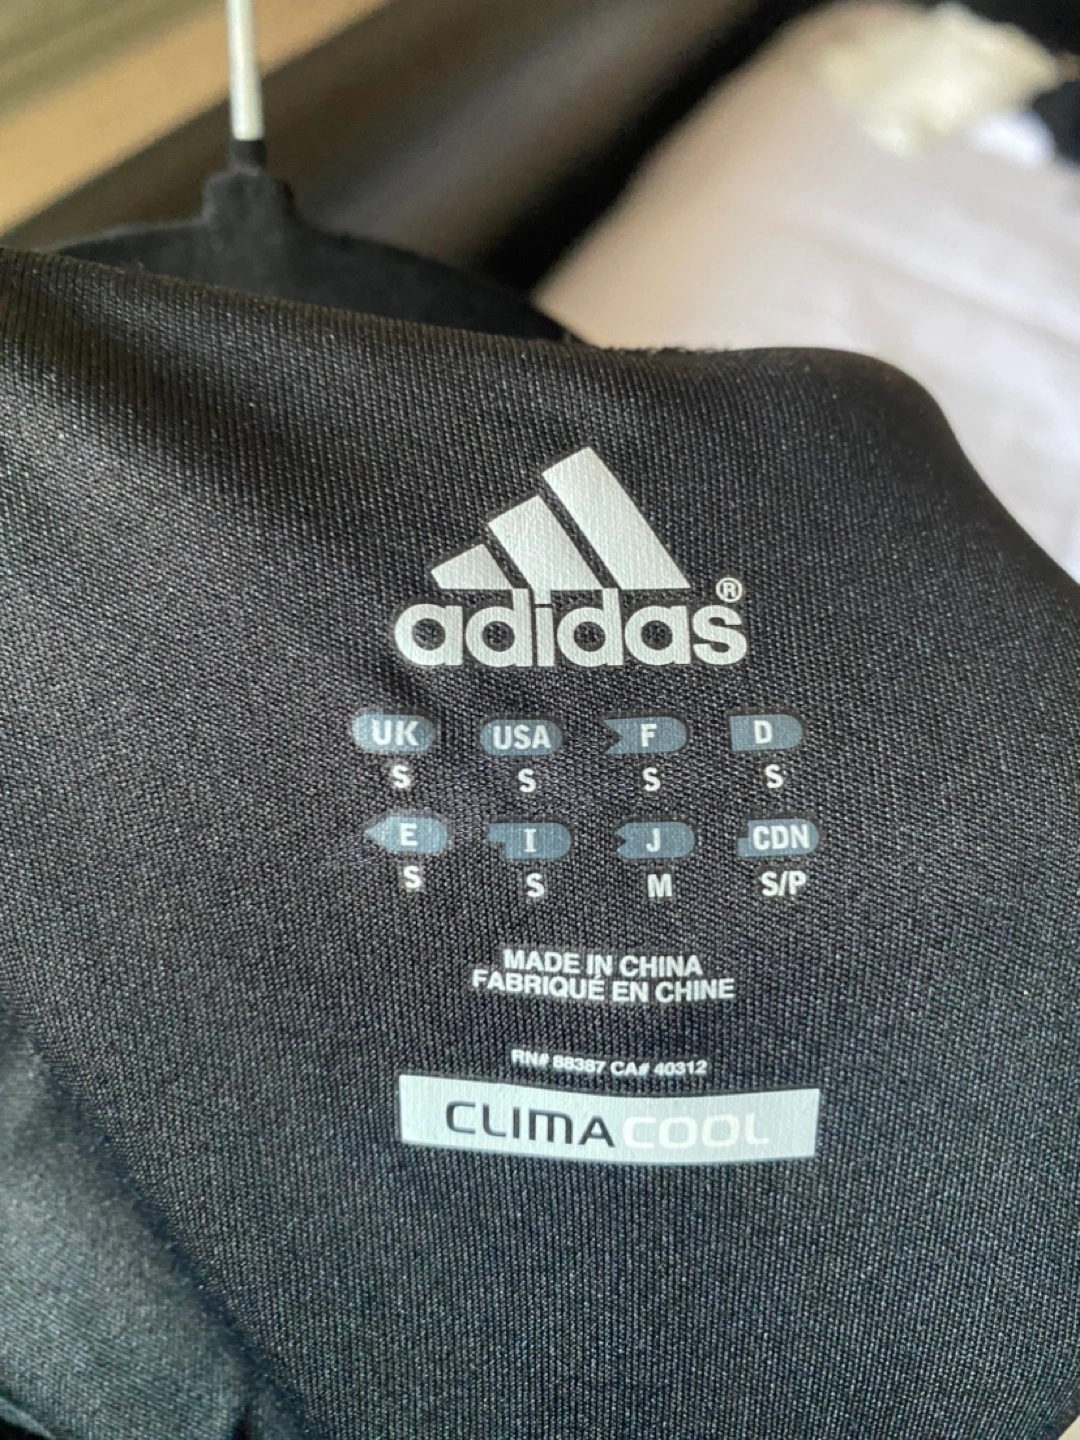 adidas®
UK USA F D
S S S S
E I J CDN
S S M S/P
MADE IN CHINA
FABRIQUÉ EN CHINE
RN# 88387 CA# 40312
CLIMACOOL